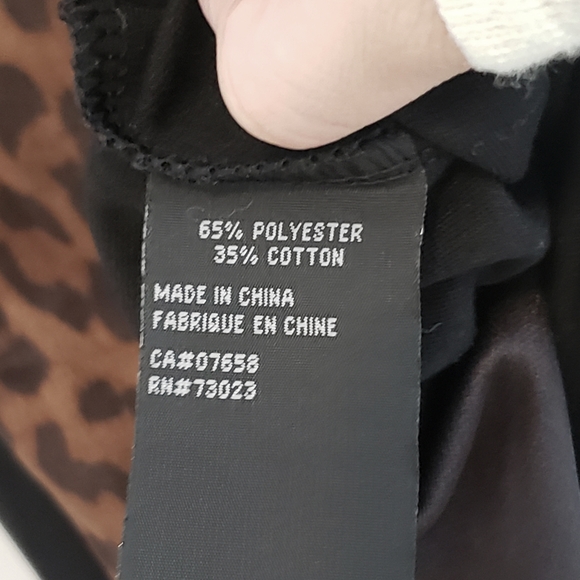 65% POLYESTER
35% COTTON
MADE IN CHINA
FABRIQUE EN CHINE
CA#07658
RN#73023